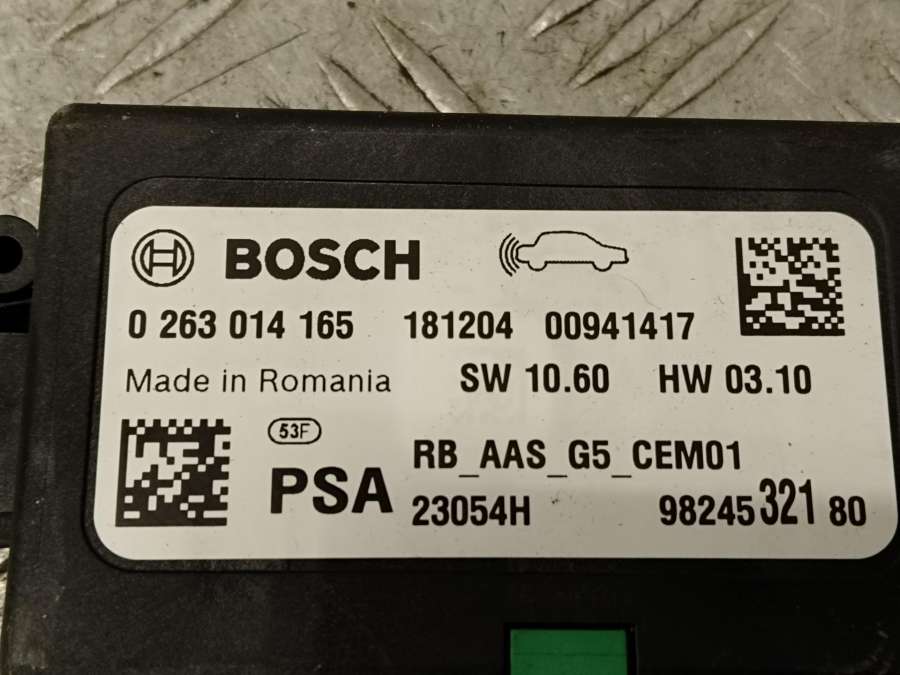 BOSCH
0 263 014 165 181204 00941417
Made in Romania SW 10.60 HW 03.10
53F
PSA RB_AAS_G5_CEM01
23054H 98245 321 80